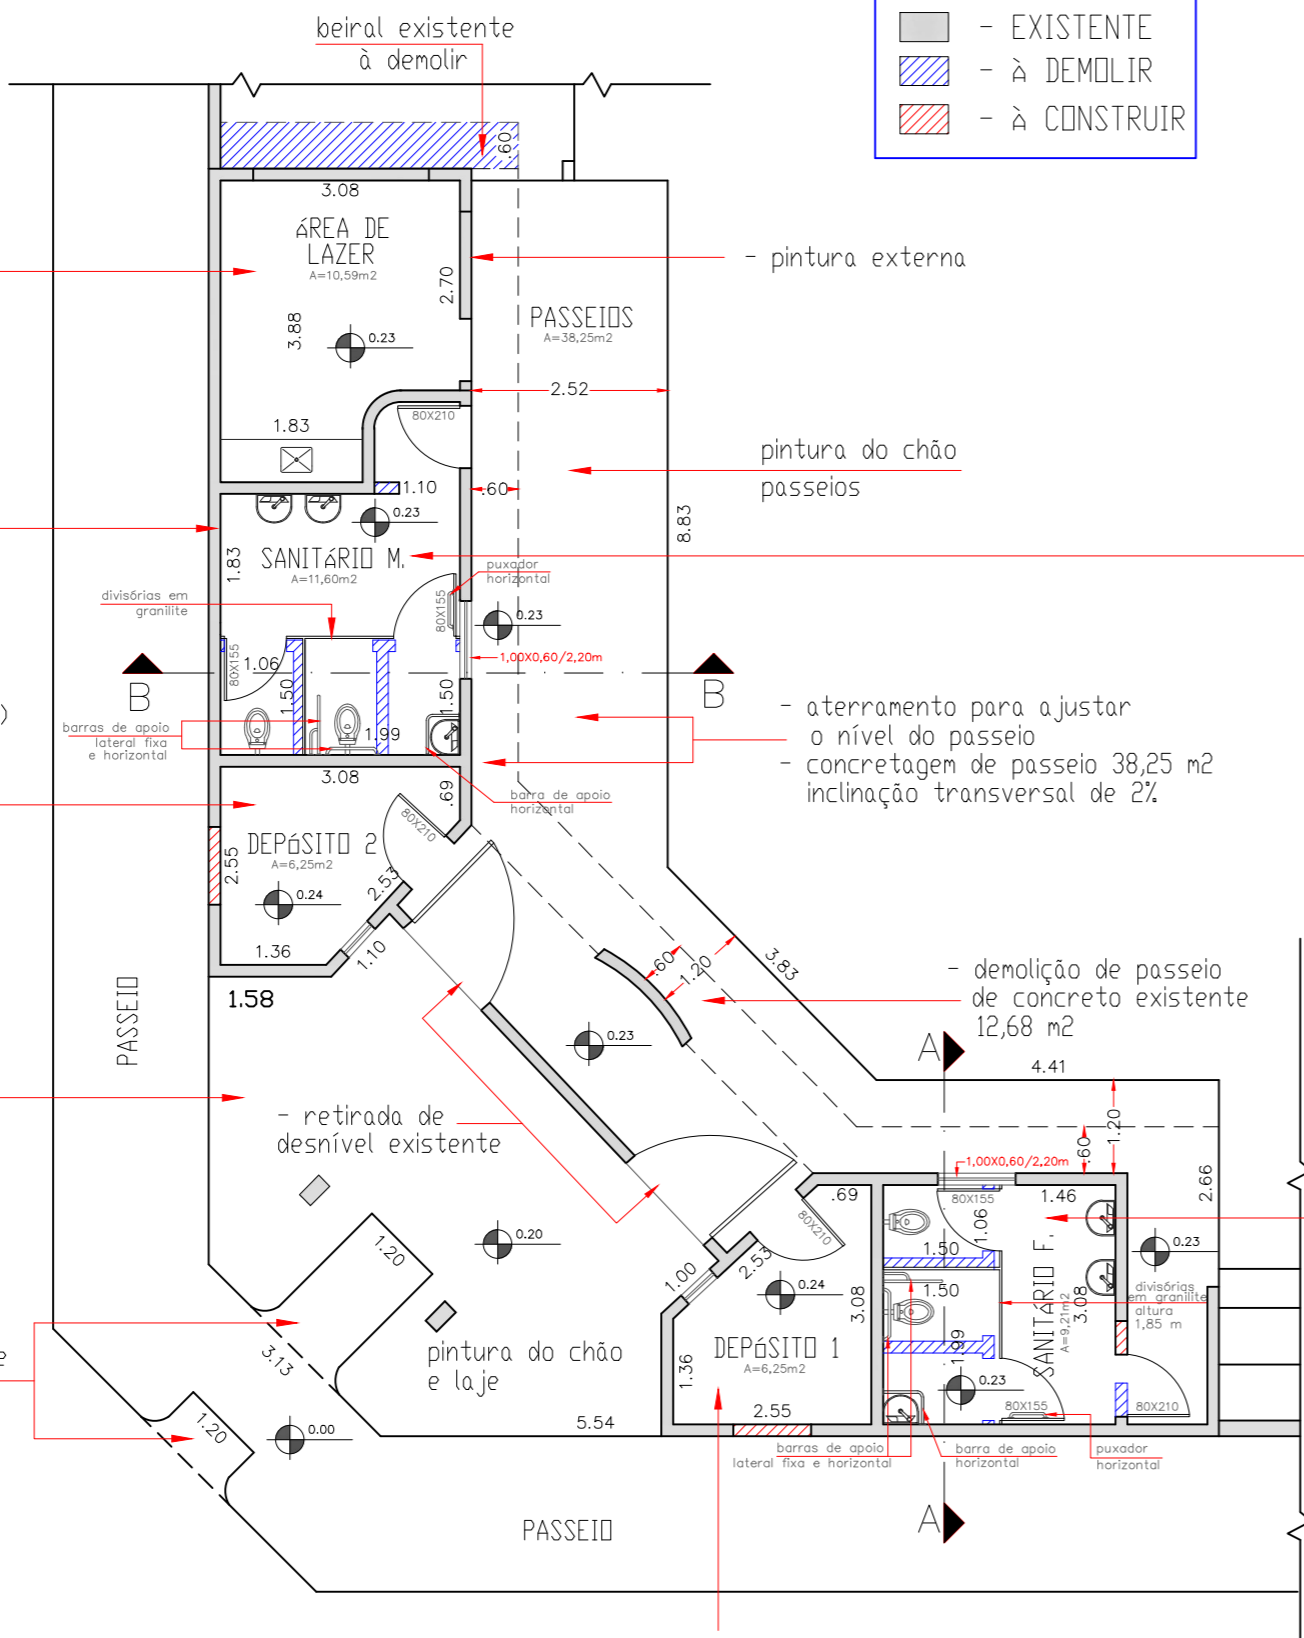 beiral existente
à demolir
- EXISTENTE
- À DEMOLIR
- À CONSTRUIR
.60
3.08
ÁREA DE
LAZER
A=10,59m2
2.70
3.88
0.23
- pintura externa
PASSEIOS
A=38,25m2
2.52
80X210
1.83
pintura do chão
passeios
1.10
.60
0.23
8.83
1.83
SANITÁRIO M.
A=11,60m2
puxador
horizontal
divisórias em
granilite
80X155
0.23
80X155
1.06
1,00X0,60/2,20m
B
B
1.50
1.50
)
barras de apoio
lateral fixa
e horizontal
1.99
- aterramento para ajustar
o nível do passeio
- concretagem de passeio 38,25 m2
inclinação transversal de 2%
3.08
.69
barra de apoio
horizontal
80X210
DEPÓSITO 2
A=6,25m2
2.55
2.53
0.24
1.36
1.10
1.58
PASSEIO
.60
1.20
3.83
- demolição de passeio
de concreto existente
12,68 m2
0.23
A
4.41
- retirada de
desnível existente
1.20
.60
1,00X0,60/2,20m
.69
80X155
1.46
2.66
80X210
1.06
0.20
1.20
2.53
1.00
1.50
0.23
0.24
1.50
divisórias
em granilite
altura
1,85 m
3.08
3.08
SANITÁRIO F.
A=9,21m2
3.13
pintura do chão
e laje
DEPÓSITO 1
A=6,25m2
1.99
1.36
0.23
1.20
0.00
5.54
2.55
80X155
80X210
barras de apoio
lateral fixa e horizontal
barra de apoio
horizontal
puxador
horizontal
PASSEIO
A